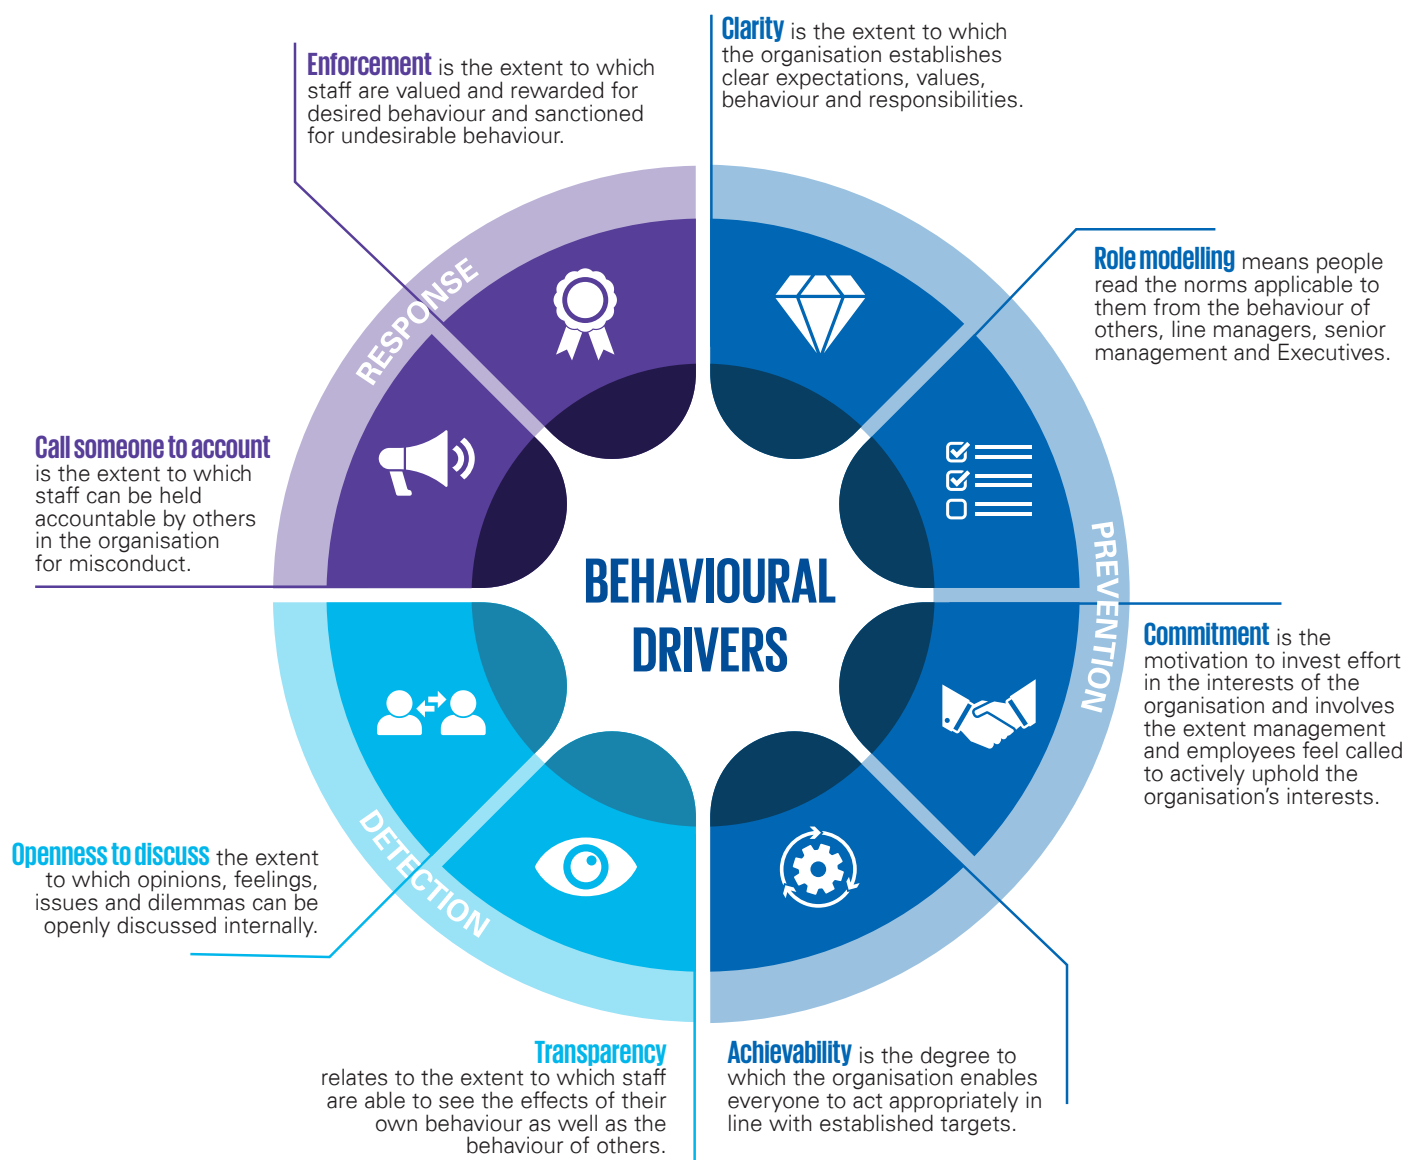 Clarity is the extent to which
the organisation establishes
clear expectations, values,
behaviour and responsibilities.
Enforcement is the extent to which
staff are valued and rewarded for
desired behaviour and sanctioned
for undesirable behaviour.
Role modelling means people
read the norms applicable to
them from the behaviour of
others, line managers, senior
management and Executives.
RESPONSE
Call someone to account
is the extent to which
staff can be held
accountable by others
in the organisation
for misconduct.
PREVENTION
BEHAVIOURAL
DRIVERS
Commitment is the
motivation to invest effort
in the interests of the
organisation and involves
the extent management
and employees feel called
to actively uphold the
organisation's interests.
DETECTION
Openness to discuss the extent
to which opinions, feelings,
issues and dilemmas can be
openly discussed internally.
Transparency
relates to the extent to which staff
are able to see the effects of their
own behaviour as well as the
behaviour of others.
Achievability is the degree to
which the organisation enables
everyone to act appropriately in
line with established targets.